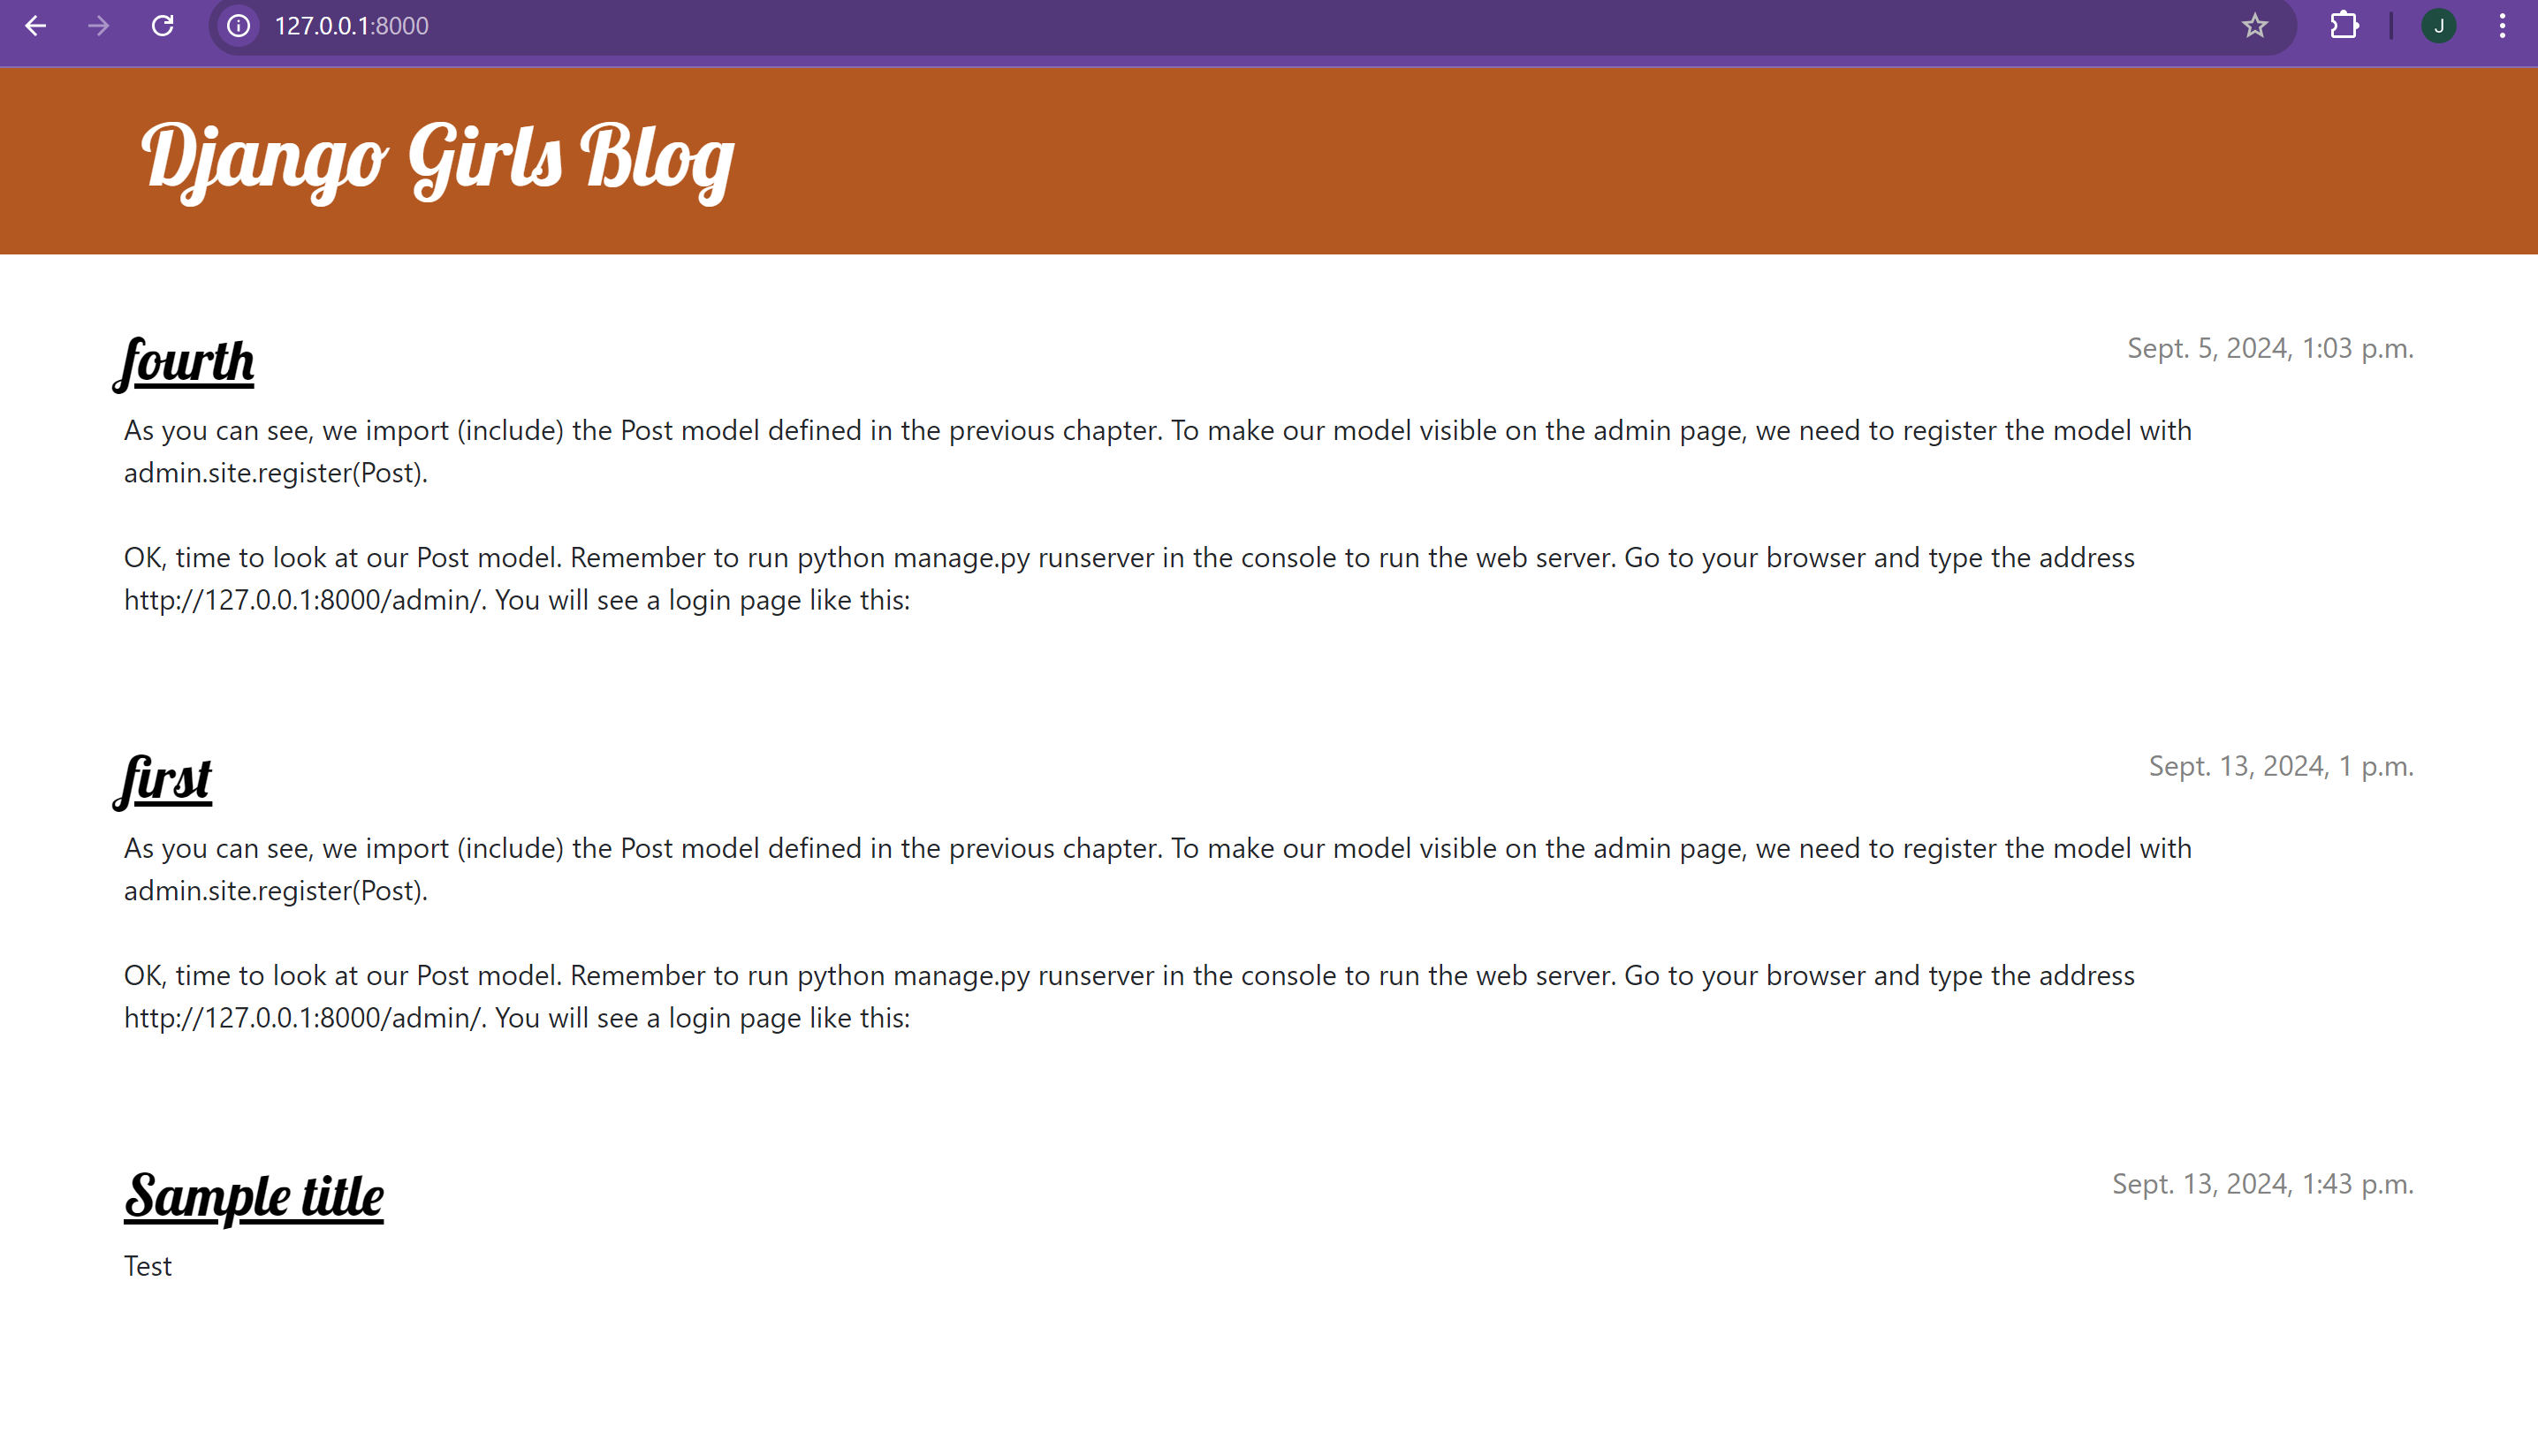 127.0.0.1:8000
J
Django Girls Blog
fourth
Sept. 5, 2024, 1:03 p.m.
As you can see, we import (include) the Post model defined in the previous chapter. To make our model visible on the admin page, we need to register the model with
admin.site.register(Post).
OK, time to look at our Post model. Remember to run python manage.py runserver in the console to run the web server. Go to your browser and type the address
http://127.0.0.1:8000/admin/. You will see a login page like this:
first
Sept. 13, 2024, 1 p.m.
As you can see, we import (include) the Post model defined in the previous chapter. To make our model visible on the admin page, we need to register the model with
admin.site.register(Post).
OK, time to look at our Post model. Remember to run python manage.py runserver in the console to run the web server. Go to your browser and type the address
http://127.0.0.1:8000/admin/. You will see a login page like this:
Sample title
Sept. 13, 2024, 1:43 p.m.
Test